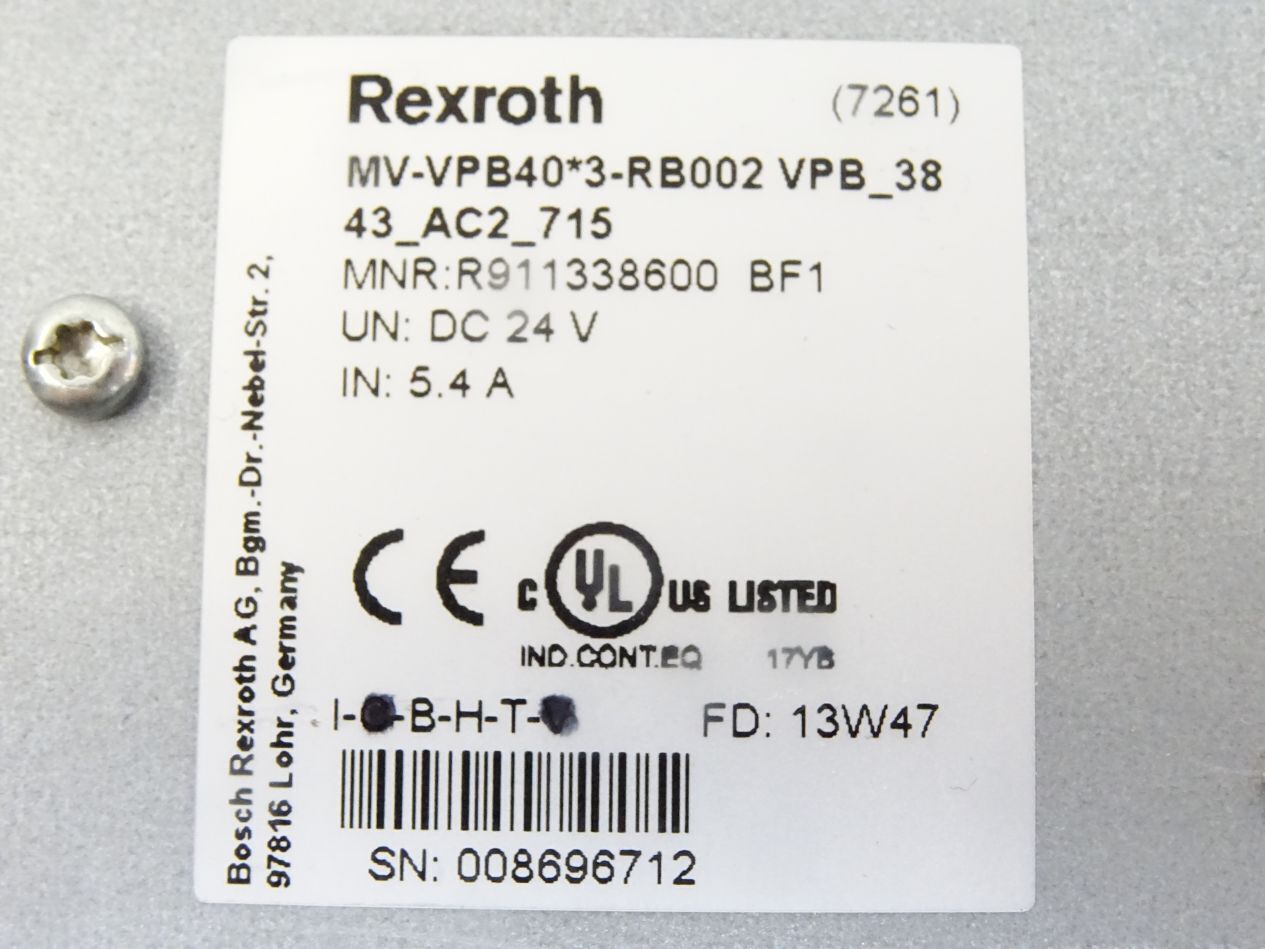 Rexroth (7261)
MV-VPB40*3-RB002 VPB_38
43_AC2_715
MNR:R911338600 BF1
UN: DC 24 V
IN: 5.4 A
CE C UL US LISTED
IND.CONT.EQ 17YB
I-C-B-H-T-V FD: 13W47
SN: 008696712
Bosch Rexroth AG, Bgm.-Dr.-Nebel-Str. 2,
97816 Lohr, Germany